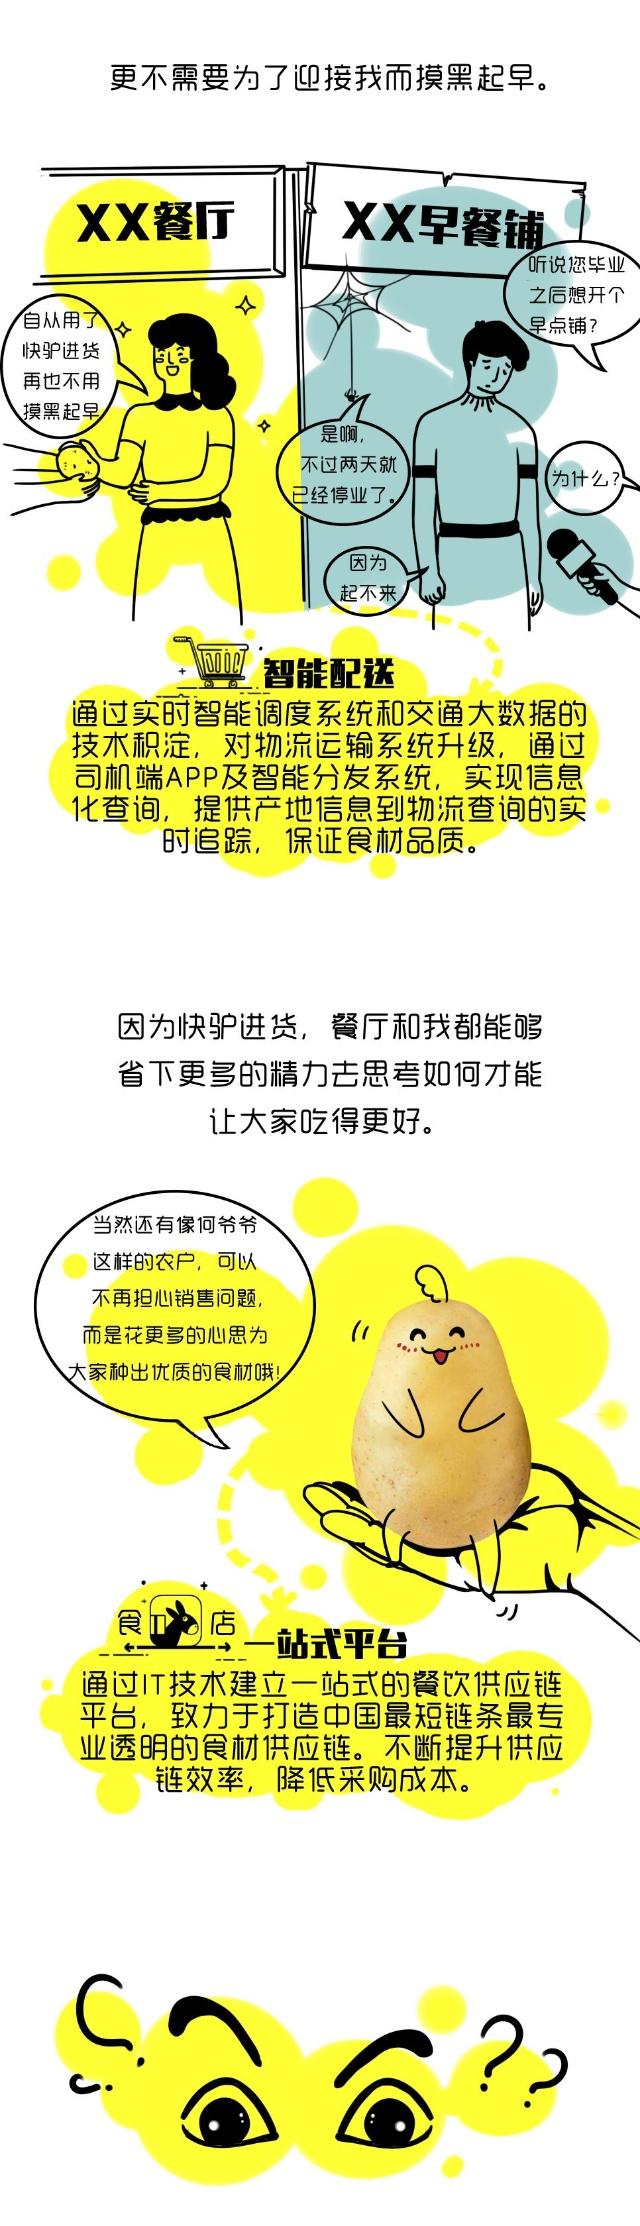 更不需要为了迎接我而摸黑起早。
XX餐厅
XX早餐铺
听说您毕业
之后想开个
早点铺？
自从用了
快驴进货
再也不用
摸黑起早
是啊，
不过两天就
已经停业了。
为什么？
因为
起不来
智能配送
通过实时智能调度系统和交通大数据的
技术积淀，对物流运输系统升级，通过
司机端APP及智能分发系统，实现信息
化查询，提供产地信息到物流查询的实
时追踪，保证食材品质。
因为快驴进货，餐厅和我都能够
省下更多的精力去思考如何才能
让大家吃得更好。
当然还有像何爷爷
这样的农户，可以
不再担心销售问题，
而是花更多的心思为
大家种出优质的食材哦！
食 店
一站式平台
通过IT技术建立一站式的餐饮供应链
平台，致力于打造中国最短链条最专
业透明的食材供应链。不断提升供应
链效率，降低采购成本。
? ? ? ?